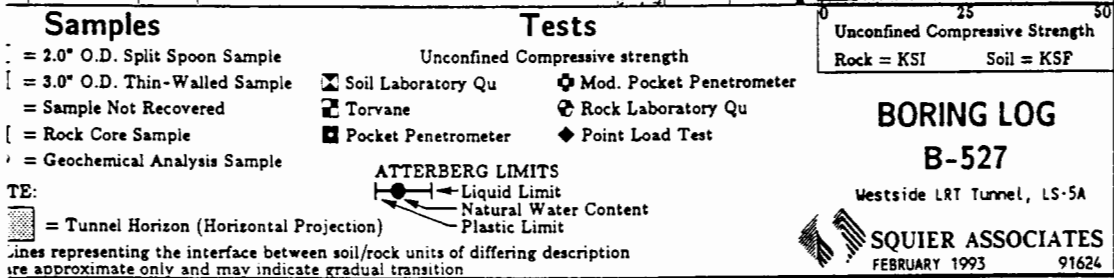 Samples
= 2.0" O.D. Split Spoon Sample
= 3.0" O.D. Thin-Walled Sample
= Sample Not Recovered
= Rock Core Sample
= Geochemical Analysis Sample
TE:
= Tunnel Horizon (Horizontal Projection)
Lines representing the interface between soil/rock units of differing description
are approximate only and may indicate gradual transition
Tests
Unconfined Compressive strength
Soil Laboratory Qu
Mod. Pocket Penetrometer
Torvane
Rock Laboratory Qu
Pocket Penetrometer
Point Load Test
ATTERBERG LIMITS
Liquid Limit
Natural Water Content
Plastic Limit
0 25 50
Unconfined Compressive Strength
Rock = KSI Soil = KSF
BORING LOG
B-527
Westside LRT Tunnel, LS-5A
SQUIER ASSOCIATES
FEBRUARY 1993 91624